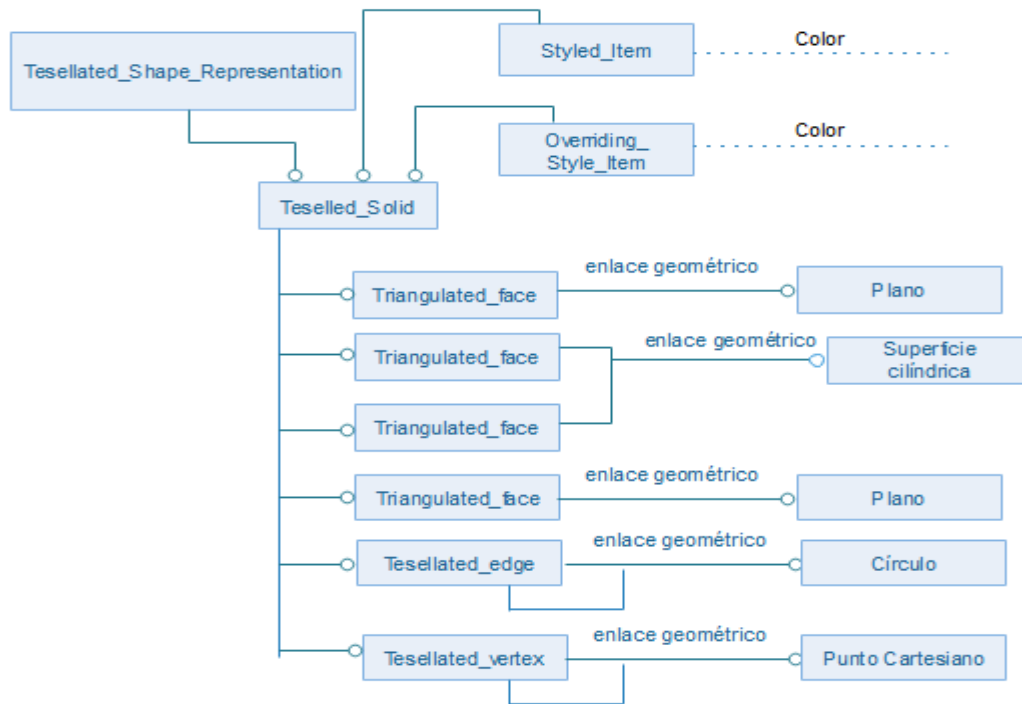 Styled_Item
Color
Tesellated_Shape_Representation
Color
Overriding_
Style_Item
Teselled_Solid
enlace geométrico
Triangulated_face
Plano
enlace geométrico
Triangulated_face
Superficie
cilíndrica
Triangulated_face
enlace geométrico
Triangulated_face
Plano
enlace geométrico
Tesellated_edge
Círculo
enlace geométrico
Tesellated_vertex
Punto Cartesiano